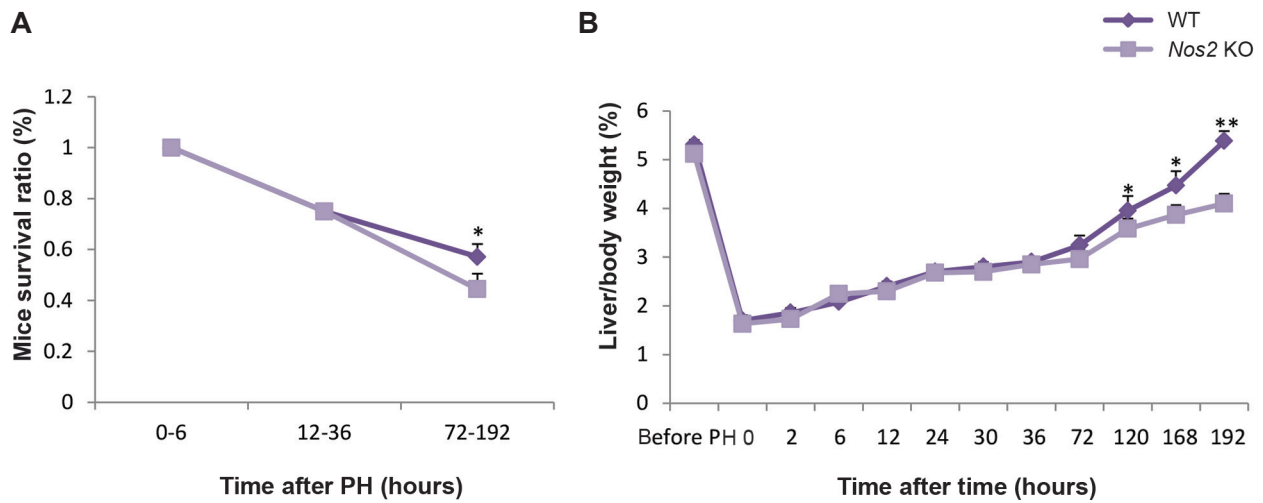 A
Mice survival ratio (%)
1.2
1
0.8
0.6
0.4
0.2
0
*
0-6 12-36 72-192
Time after PH (hours)
B
WT
Nos2 KO
Liver/body weight (%)
6
5
4
3
2
1
0
* * **
Before PH 0 2 6 12 24 30 36 72 120 168 192
Time after time (hours)